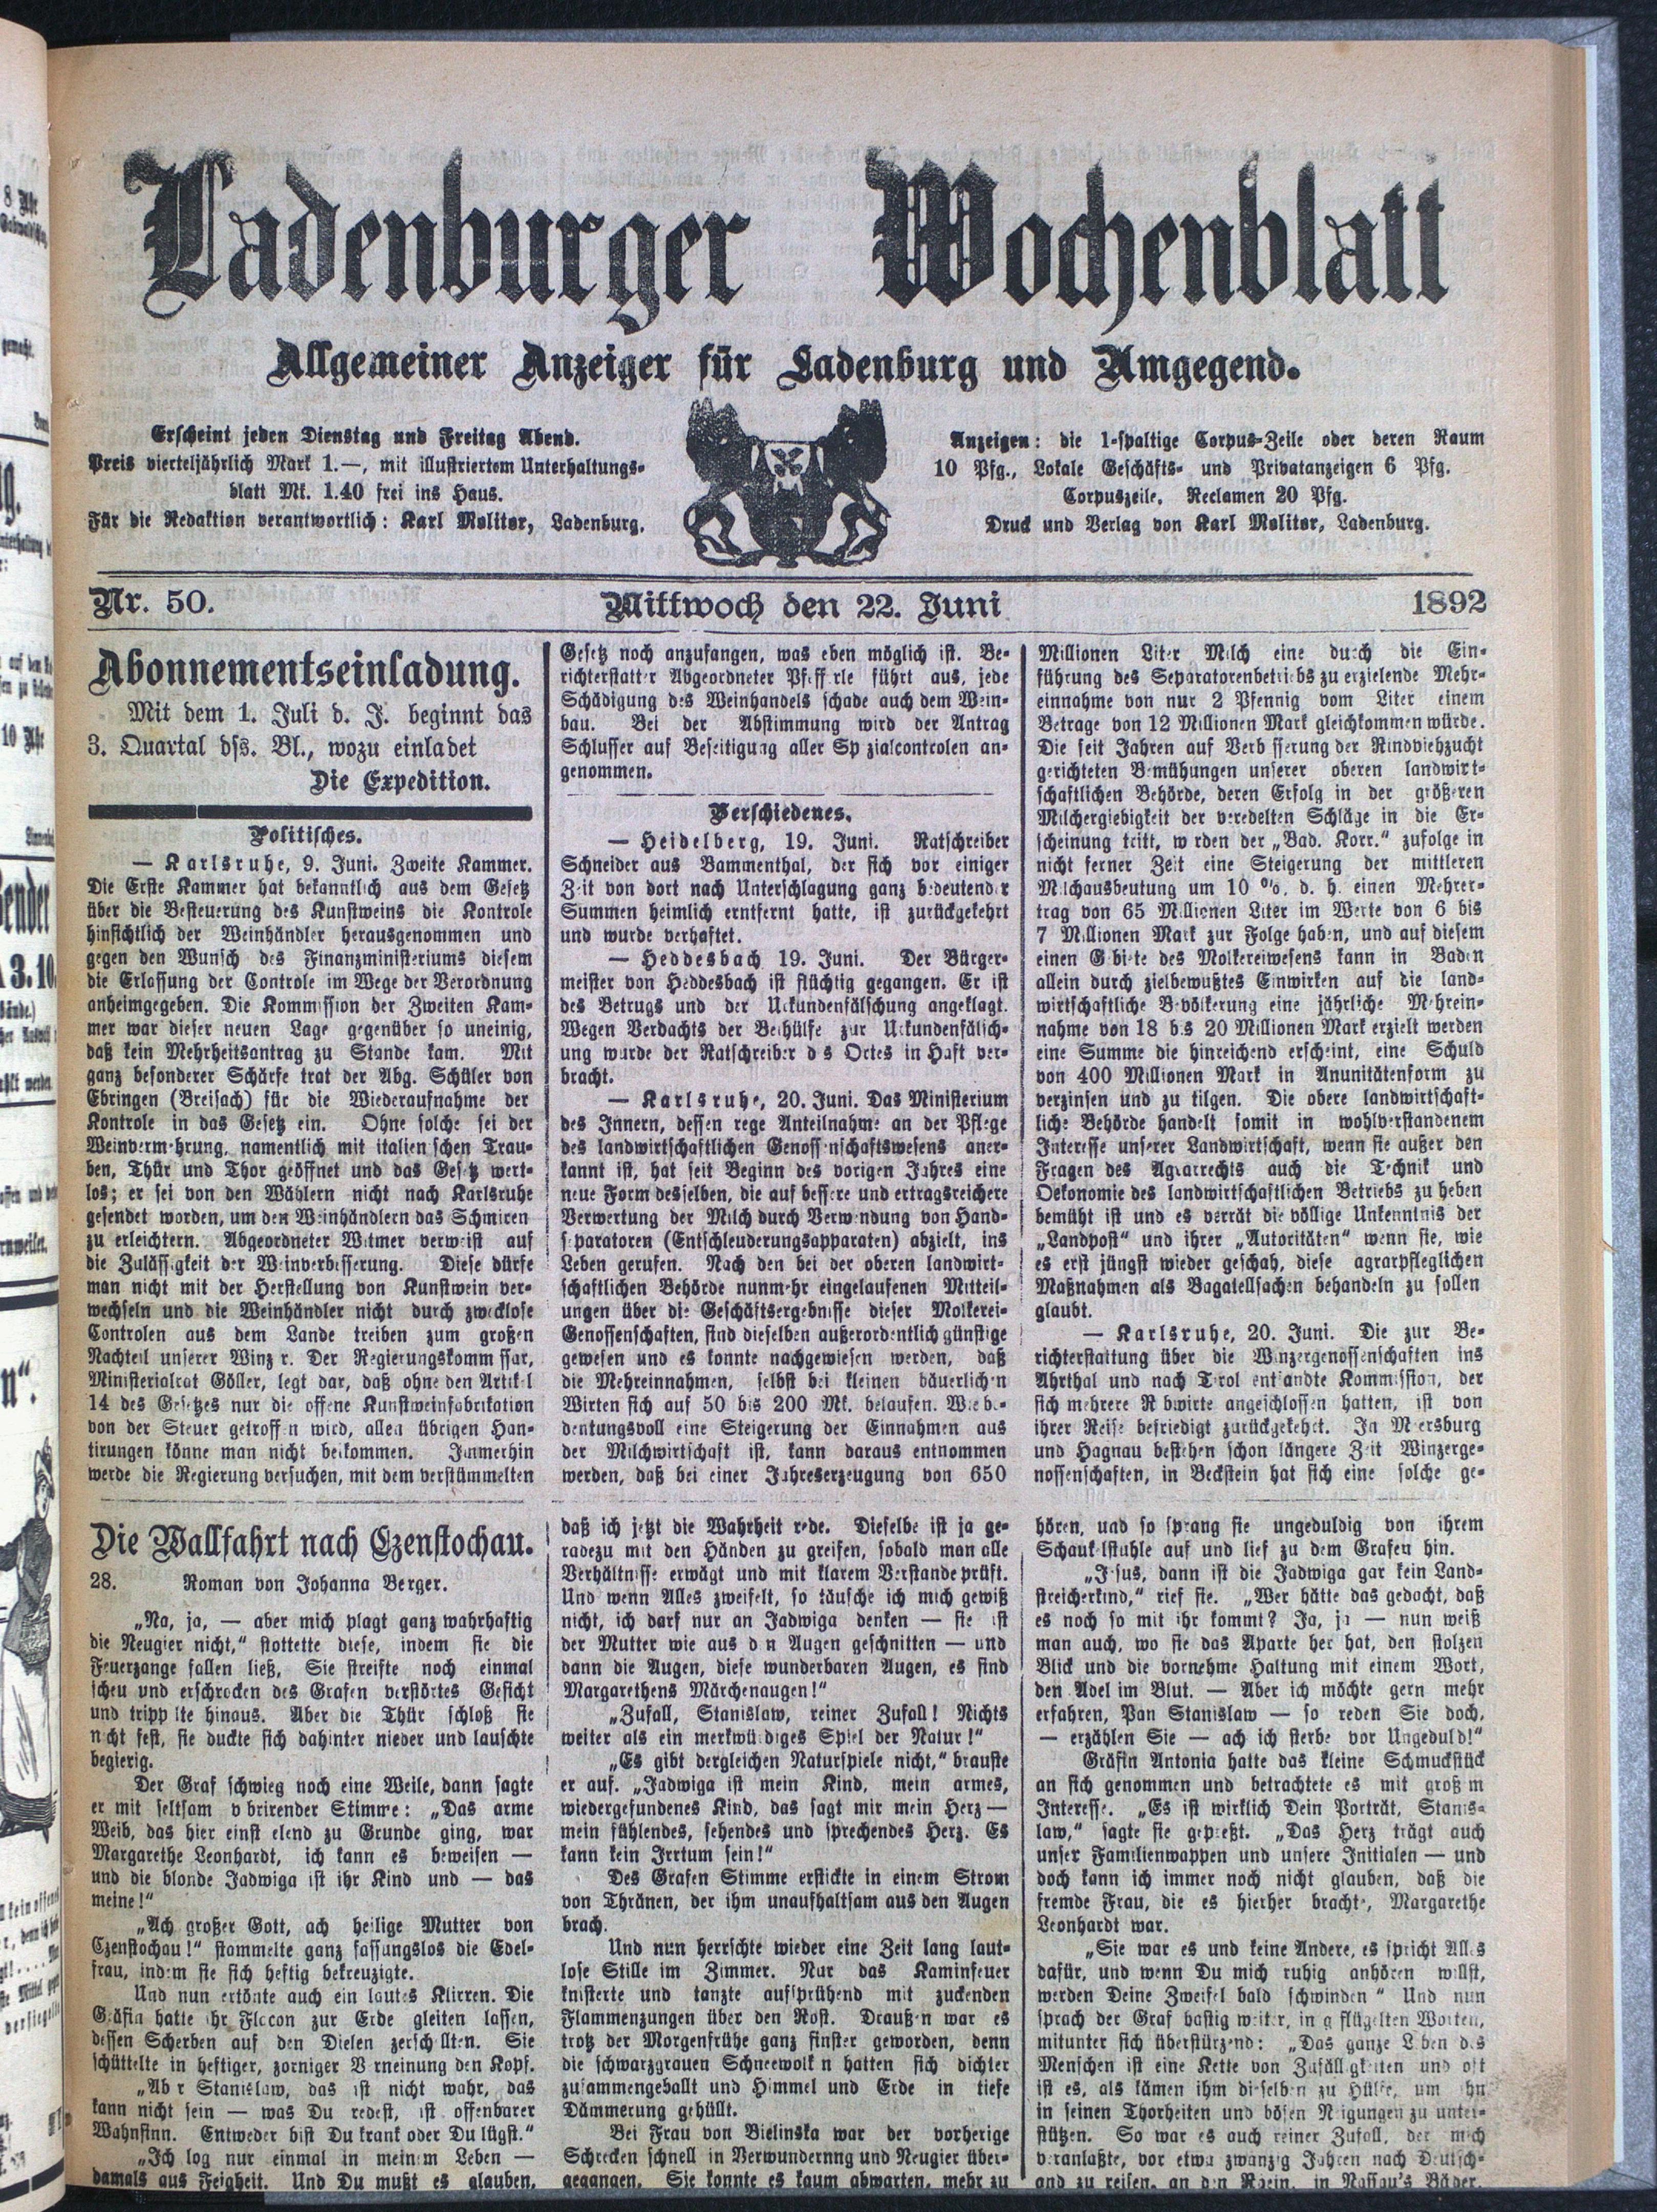 Ladenburger Wochenblatt
Allgemeiner Anzeiger für Ladenburg und Umgegend.
Erscheint jeden Dienstag und Freitag Abend.
Preis vierteljährlich Mark 1.—, mit illustriertem Unterhaltungs-
blatt Mk. 1.40 frei ins Haus.
Für die Redaktion verantwortlich: Karl Molitor, Ladenburg.
Anzeigen: die 1-spaltige Corpus-Zeile oder deren Raum
10 Pfg., Lokale Geschäfts- und Privatanzeigen 6 Pfg.
Corpuszeile. Reclamen 20 Pfg.
Druck und Verlag von Karl Molitor, Ladenburg.
Nr. 50. Mittwoch den 22. Juni 1892
Abonnementseinladung.
Mit dem 1. Juli d. J. beginnt das
3. Quartal dss. Bl., wozu einladet
Die Expedition.
Politisches.
— Karlsruhe, 9. Juni. Zweite Kammer.
Die Erste Kammer hat bekanntlich aus dem Gesetz
über die Besteuerung des Kunstweins die Kontrole
hinsichtlich der Weinhändler herausgenommen und
gegen den Wunsch des Finanzministeriums diesem
die Erlassung der Controle im Wege der Verordnung
anheimgegeben. Die Kommission der Zweiten Kam-
mer war dieser neuen Lage gegenüber so uneinig,
daß kein Mehrheitsantrag zu Stande kam. Mit
ganz besonderer Schärfe trat der Abg. Schüler von
Ebringen (Breisach) für die Wiederaufnahme der
Kontrole in das Gesetz ein. Ohne solche sei der
Weinvermehrung, namentlich mit italienischen Trau-
ben, Thür und Thor geöffnet und das Gesetz wert-
los; er sei von den Wählern nicht nach Karlsruhe
gesendet worden, um den Weinhändlern das Schmiren
zu erleichtern. Abgeordneter Witmer verweist auf
die Zulässigkeit der Weinverbesserung. Diese dürfe
man nicht mit der Herstellung von Kunstwein ver-
wechseln und die Weinhändler nicht durch zwecklose
Controlen aus dem Lande treiben zum großen
Nachteil unserer Winzer. Der Regierungskommissar,
Ministerialrat Göller, legt dar, daß ohne den Artikel
14 des Gesetzes nur die offene Kunstweinfabrikation
von der Steuer getroffen wird, allen übrigen Han-
tirungen könne man nicht beikommen. Immerhin
werde die Regierung versuchen, mit dem verstümmelten
Gesetz noch anzufangen, was eben möglich ist. Be-
richterstatter Abgeordneter Pfefferle führt aus, jede
Schädigung des Weinhandels schade auch dem Wein-
bau. Bei der Abstimmung wird der Antrag
Schlusser auf Beseitigung aller Spezialcontrolen an-
genommen.
Verschiedenes.
— Heidelberg, 19. Juni. Ratschreiber
Schneider aus Bammenthal, der sich vor einiger
Zeit von dort nach Unterschlagung ganz bedeutender
Summen heimlich erntfernt hatte, ist zurückgekehrt
und wurde verhaftet.
— Heddesbach 19. Juni. Der Bürger-
meister von Heddesbach ist flüchtig gegangen. Er ist
des Betrugs und der Urkundenfälschung angeklagt.
Wegen Verdachts der Beihülfe zur Urkundenfälsch-
ung wurde der Ratschreiber des Ortes in Haft ver-
bracht.
— Karlsruhe, 20. Juni. Das Ministerium
des Innern, dessen rege Anteilnahme an der Pflege
des landwirtschaftlichen Genossenschaftswesens aner-
kannt ist, hat seit Beginn des vorigen Jahres eine
neue Form desselben, die auf bessere und ertragsreichere
Verwertung der Milch durch Verwendung von Hand-
separatoren (Entschleuderungsapparaten) abzielt, ins
Leben gerufen. Nach den bei der oberen landwirt-
schaftlichen Behörde nunmehr eingelaufenen Mitteil-
ungen über die Geschäftsergebnisse dieser Molkerei-
Genossenschaften, sind dieselben außerordentlich günstige
gewesen und es konnte nachgewiesen werden, daß
die Mehreinnahmen, selbst bei kleinen bäuerlichen
Wirten sich auf 50 bis 200 Mk. belaufen. Wie be-
deutungsvoll eine Steigerung der Einnahmen aus
der Milchwirtschaft ist, kann daraus entnommen
werden, daß bei einer Jahreserzeugung von 650
Millionen Liter Milch eine durch die Ein-
führung des Separatorenbetriebs zu erzielende Mehr-
einnahme von nur 2 Pfennig vom Liter einem
Betrage von 12 Millionen Mark gleichkommen würde.
Die seit Jahren auf Verbesserung der Rindviehzucht
gerichteten Bemühungen unserer oberen landwirt-
schaftlichen Behörde, deren Erfolg in der größeren
Milchergiebigkeit der veredelten Schläge in die Er-
scheinung tritt, werden der „Bad. Korr.“ zufolge in
nicht ferner Zeit eine Steigerung der mittleren
Milchausbeutung um 10 %, d. h. einen Mehrer-
trag von 65 Millionen Liter im Werte von 6 bis
7 Millionen Mark zur Folge haben, und auf diesem
einen Gebiete des Molkereiwesens kann in Baden
allein durch zielbewußtes Einwirken auf die land-
wirtschaftliche Bevölkerung eine jährliche Mehrein-
nahme von 18 bis 20 Millionen Mark erzielt werden
eine Summe die hinreichend erscheint, eine Schuld
von 400 Millionen Mark in Anunitätenform zu
verzinsen und zu tilgen. Die obere landwirtschaft-
liche Behörde handelt somit in wohlverstandenem
Interesse unserer Landwirtschaft, wenn sie außer den
Fragen des Agrarrechts auch die Technik und
Oekonomie des landwirtschaftlichen Betriebs zu heben
bemüht ist und es verrät die völlige Unkenntnis der
„Landpost“ und ihrer „Autoritäten“ wenn sie, wie
es erst jüngst wieder geschah, diese agrarpfleglichen
Maßnahmen als Bagatellsachen behandeln zu sollen
glaubt.
— Karlsruhe, 20. Juni. Die zur Be-
richterstattung über die Winzergenossenschaften ins
Ahrthal und nach Tirol entsandte Kommission, der
sich mehrere Rebwirte angeschlossen hatten, ist von
ihrer Reise befriedigt zurückgekehrt. In Meersburg
und Hagnau bestehen schon längere Zeit Winzerge-
nossenschaften, in Beckstein hat sich eine solche ge-
Die Wallfahrt nach Czenstochau.
28. Roman von Johanna Berger.
„Na, ja, — aber mich plagt ganz wahrhaftig
die Neugier nicht,“ stottette diese, indem sie die
Feuerzange fallen ließ, Sie streifte noch einmal
scheu und erschrocken des Grafen verstörtes Gesicht
und trippelte hinaus. Aber die Thür schloß sie
nicht fest, sie duckte sich dahinter nieder und lauschte
begierig.
Der Graf schwieg noch eine Weile, dann sagte
er mit seltsam vibrirender Stimme: „Das arme
Weib, das hier einst elend zu Grunde ging, war
Margarethe Leonhardt, ich kann es beweisen —
und die blonde Jadwiga ist ihr Kind und — das
meine!“
„Ach großer Gott, ach heilige Mutter von
Czenstochau!“ stammelte ganz fassungslos die Edel-
frau, indem sie sich heftig bekreuzigte.
Und nun ertönte auch ein lautes Klirren. Die
Gräfin hatte ihr Flacon zur Erde gleiten lassen,
dessen Scherben auf den Dielen zerschellten. Sie
schüttelte in heftiger, zorniger Verneinung den Kopf.
„Aber Stanislaw, das ist nicht wahr, das
kann nicht sein — was Du redest, ist offenbarer
Wahnsinn. Entweder bist Du krank oder Du lügst.“
„Ich log nur einmal in meinem Leben —
damals aus Feigheit. Und Du mußt es glauben,
daß ich jetzt die Wahrheit rede. Dieselbe ist ja ge-
radezu mit den Händen zu greifen, sobald man alle
Verhältnisse erwägt und mit klarem Verstande prüft.
Und wenn Alles zweifelt, so täusche ich mich gewiß
nicht, ich darf nur an Jadwiga denken — sie ist
der Mutter wie aus den Augen geschnitten — und
dann die Augen, diese wunderbaren Augen, es sind
Margarethens Märchenaugen!“
„Zufall, Stanislaw, reiner Zufall! Nichts
weiter als ein merkwürdiges Spiel der Natur!“
„Es gibt dergleichen Naturspiele nicht,“ brauste
er auf. „Jadwiga ist mein Kind, mein armes,
wiedergefundenes Kind, das sagt mir mein Herz —
mein fühlendes, sehendes und sprechendes Herz. Es
kann kein Irrtum sein!“
Des Grafen Stimme erstickte in einem Strom
von Thränen, der ihm unaufhaltsam aus den Augen
brach.
Und nun herrschte wieder eine Zeit lang laut-
lose Stille im Zimmer. Nur das Kaminfeuer
knisterte und tanzte aufsprühend mit zuckenden
Flammenzungen über den Rost. Draußen war es
trotz der Morgenfrühe ganz finster geworden, denn
die schwarzgrauen Schneewolken hatten sich dichter
zusammengeballt und Himmel und Erde in tiefe
Dämmerung gehüllt.
Bei Frau von Bielinska war der vorherige
Schrecken schnell in Verwunderung und Neugier über-
gegangen. Sie konnte es kaum abwarten, mehr zu
hören, und so sprang sie ungeduldig von ihrem
Schaukelstuhle auf und lief zu dem Grafen hin.
„Jesus, dann ist die Jadwiga gar kein Land-
streicherkind,“ rief sie. „Wer hätte das gedacht, daß
es noch so mit ihr kommt? Ja, ja — nun weiß
man auch, wo sie das Aparte her hat, den stolzen
Blick und die vornehme Haltung mit einem Wort,
den Adel im Blut. — Aber ich möchte gern mehr
erfahren, Pan Stanislaw — so reden Sie doch,
— erzählen Sie — ach ich sterbe vor Ungeduld!“
Gräfin Antonia hatte das kleine Schmuckstück
an sich genommen und betrachtete es mit großem
Interesse. „Es ist wirklich Dein Porträt, Stanis-
law,“ sagte sie gepreßt. „Das Herz trägt auch
unser Familienwappen und unsere Initialen — und
doch kann ich immer noch nicht glauben, daß die
fremde Frau, die es hierher brachte, Margarethe
Leonhardt war.
„Sie war es und keine Andere, es spricht Alles
dafür, und wenn Du mich ruhig anhören willst,
werden Deine Zweifel bald schwinden“ Und nun
sprach der Graf hastig weiter, in geflügelten Worten,
mitunter sich überstürzend: „Das ganze Leben des
Menschen ist eine Kette von Zufälligkeiten und oft
ist es, als kämen ihm dieselben zu Hülfe, um ihn
in seinen Thorheiten und bösen Neigungen zu unter-
stützen. So war es auch reiner Zufall, der mich
veranlaßte, vor etwa zwanzig Jahren nach Deutsch-
and zu reisen, an den Rhein, in Nassau's Bäder.